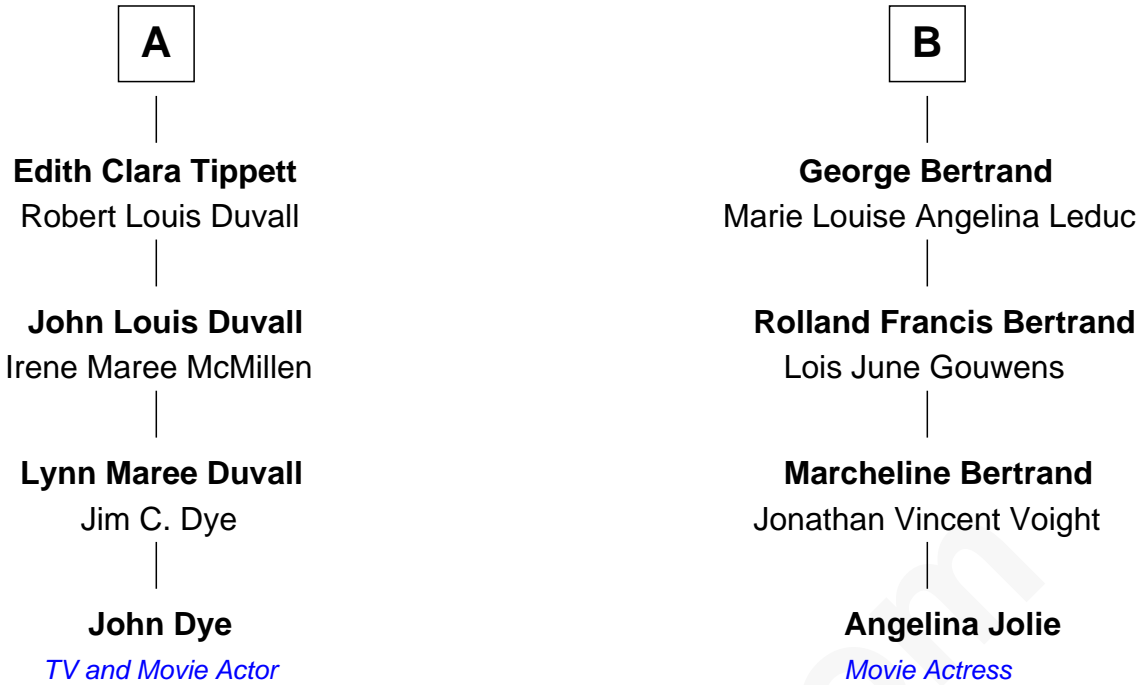 A
B
Edith Clara Tippett
George Bertrand
Robert Louis Duvall
Marie Louise Angelina Leduc
John Louis Duvall
Rolland Francis Bertrand
Irene Maree McMillen
Lois June Gouwens
Lynn Maree Duvall
Marcheline Bertrand
Jim C. Dye
Jonathan Vincent Voight
John Dye
Angelina Jolie
TV and Movie Actor
Movie Actress